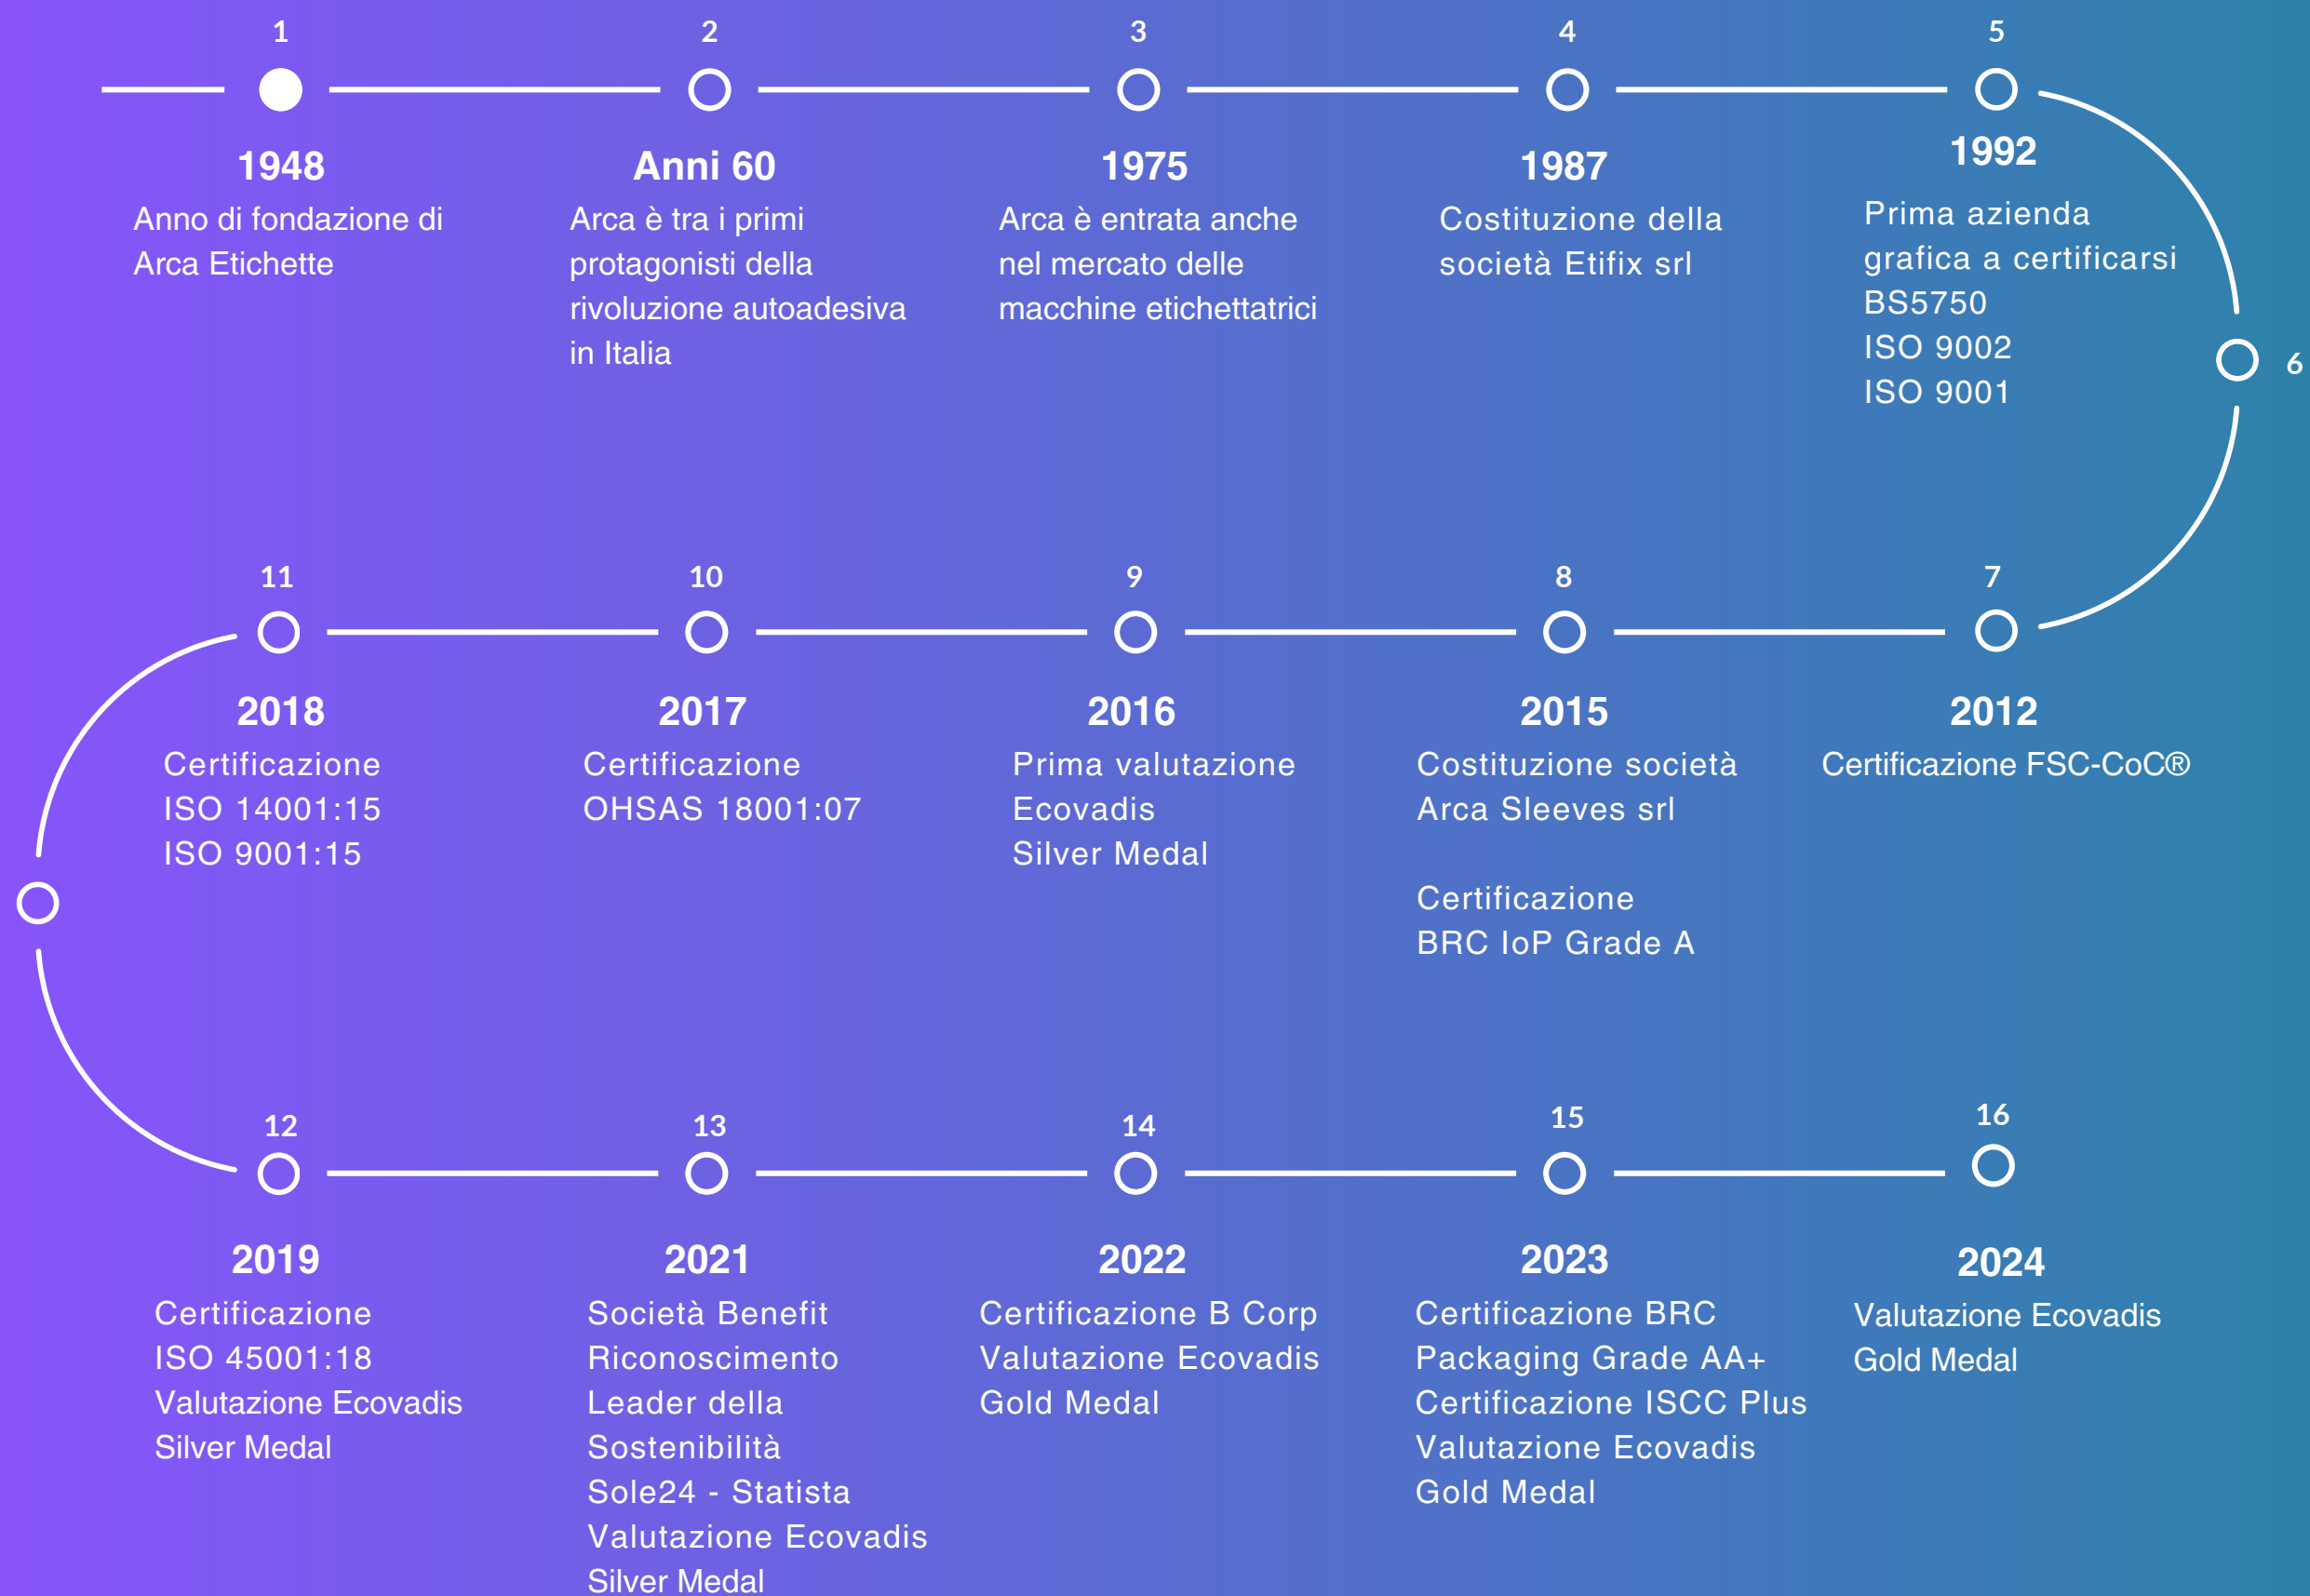 1
1948
Anno di fondazione di
Arca Etichette
2
Anni 60
Arca è tra i primi
protagonisti della
rivoluzione autoadesiva
in Italia
3
1975
Arca è entrata anche
nel mercato delle
macchine etichettatrici
4
1987
Costituzione della
società Etifix srl
5
1992
Prima azienda
grafica a certificarsi
BS5750
ISO 9002
ISO 9001
6
7
2012
Certificazione FSC-CoC®
8
2015
Costituzione società
Arca Sleeves srl
Certificazione
BRC IoP Grade A
9
2016
Prima valutazione
Ecovadis
Silver Medal
10
2017
Certificazione
OHSAS 18001:07
11
2018
Certificazione
ISO 14001:15
ISO 9001:15
12
2019
Certificazione
ISO 45001:18
Valutazione Ecovadis
Silver Medal
13
2021
Società Benefit
Riconoscimento
Leader della
Sostenibilità
Sole24 - Statista
Valutazione Ecovadis
Silver Medal
14
2022
Certificazione B Corp
Valutazione Ecovadis
Gold Medal
15
2023
Certificazione BRC
Packaging Grade AA+
Certificazione ISCC Plus
Valutazione Ecovadis
Gold Medal
16
2024
Valutazione Ecovadis
Gold Medal